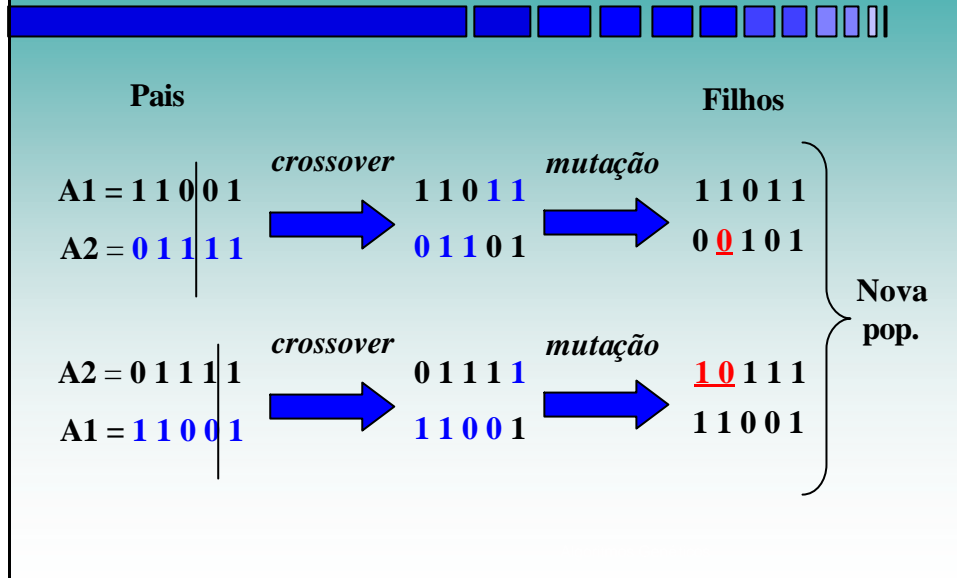 Pais
Filhos
crossover
mutação
A1 = 1 1 0 0 1
1 1 0 1 1
1 1 0 1 1
A2 = 0 1 1 1 1
0 1 1 0 1
0 0 1 0 1
Nova
pop.
crossover
mutação
A2 = 0 1 1 1 1
0 1 1 1 1
1 0 1 1 1
A1 = 1 1 0 0 1
1 1 0 0 1
1 1 0 0 1